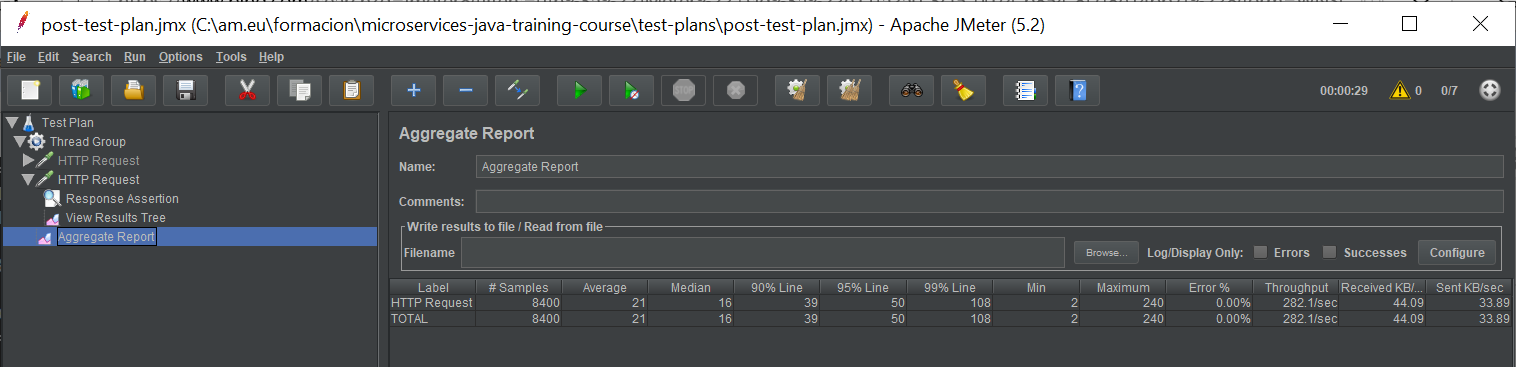 post-test-plan.jmx (C:\am.eu\formacion\microservices-java-training-course\test-plans\post-test-plan.jmx) - Apache JMeter (5.2)
File Edit Search Run Options Tools Help
STOP 00:00:29 0 0/7
Test Plan
Thread Group
HTTP Request
HTTP Request
Response Assertion
View Results Tree
Aggregate Report
Aggregate Report
Name: Aggregate Report
Comments:
Write results to file / Read from file
Filename Browse... Log/Display Only: Errors Successes Configure
Label # Samples Average Median 90% Line 95% Line 99% Line Min Maximum Error % Throughput Received KB/... Sent KB/sec
HTTP Request 8400 21 16 39 50 108 2 240 0.00% 282.1/sec 44.09 33.89
TOTAL 8400 21 16 39 50 108 2 240 0.00% 282.1/sec 44.09 33.89